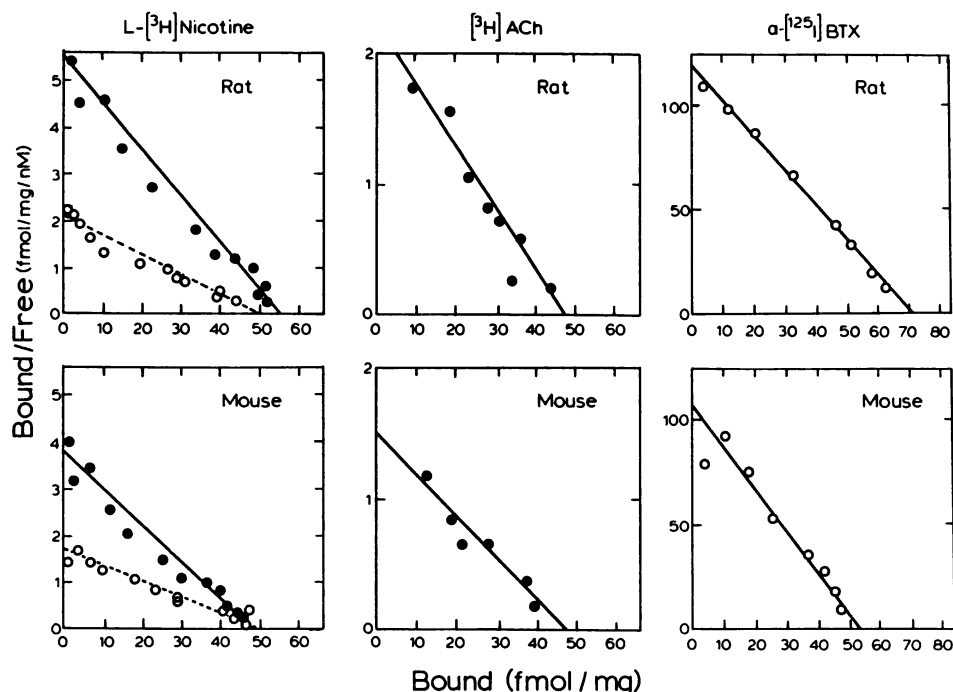 L-[³H]Nicotine
[³H] ACh
α-[¹²⁵I] BTX
Bound/Free (fmol/mg/nM)
5
4
3
2
1
0
Rat
0 10 20 30 40 50 60
2
1
0
Rat
0 10 20 30 40 50 60
100
50
0
Rat
0 10 20 30 40 50 60 70 80
5
4
3
2
1
0
Mouse
0 10 20 30 40 50 60
2
1
0
Mouse
0 10 20 30 40 50 60
100
50
0
Mouse
0 10 20 30 40 50 60 70 80
Bound (fmol / mg)